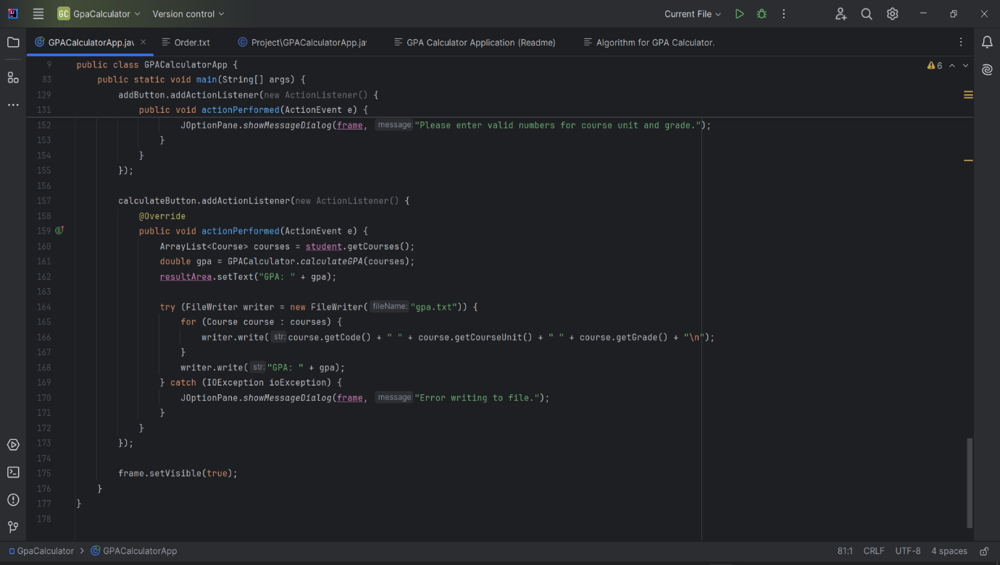 GC GpaCalculator Version control Current File
GPACalculatorApp.jav Order.txt Project\GPACalculatorApp.ja GPA Calculator Application (Readme) Algorithm for GPA Calculator.
9 public class GPACalculatorApp { 6
83 public static void main(String[] args) {
129 addButton.addActionListener(new ActionListener() {
131 public void actionPerformed(ActionEvent e) {
152 JOptionPane.showMessageDialog(frame, message: "Please enter valid numbers for course unit and grade.");
153 }
154 }
155 });
156
157 calculateButton.addActionListener(new ActionListener() {
158 @Override
159 public void actionPerformed(ActionEvent e) {
160 ArrayList<Course> courses = student.getCourses();
161 double gpa = GPACalculator.calculateGPA(courses);
162 resultArea.setText("GPA: " + gpa);
163
164 try (FileWriter writer = new FileWriter( fileName: "gpa.txt")) {
165 for (Course course : courses) {
166 writer.write( str: course.getCode() + " " + course.getCourseUnit() + " " + course.getGrade() + "\n");
167 }
168 writer.write( str: "GPA: " + gpa);
169 } catch (IOException ioException) {
170 JOptionPane.showMessageDialog(frame, message: "Error writing to file.");
171 }
172 }
173 });
174
175 frame.setVisible(true);
176 }
177 }
178
GpaCalculator > GPACalculatorApp 81:1 CRLF UTF-8 4 spaces